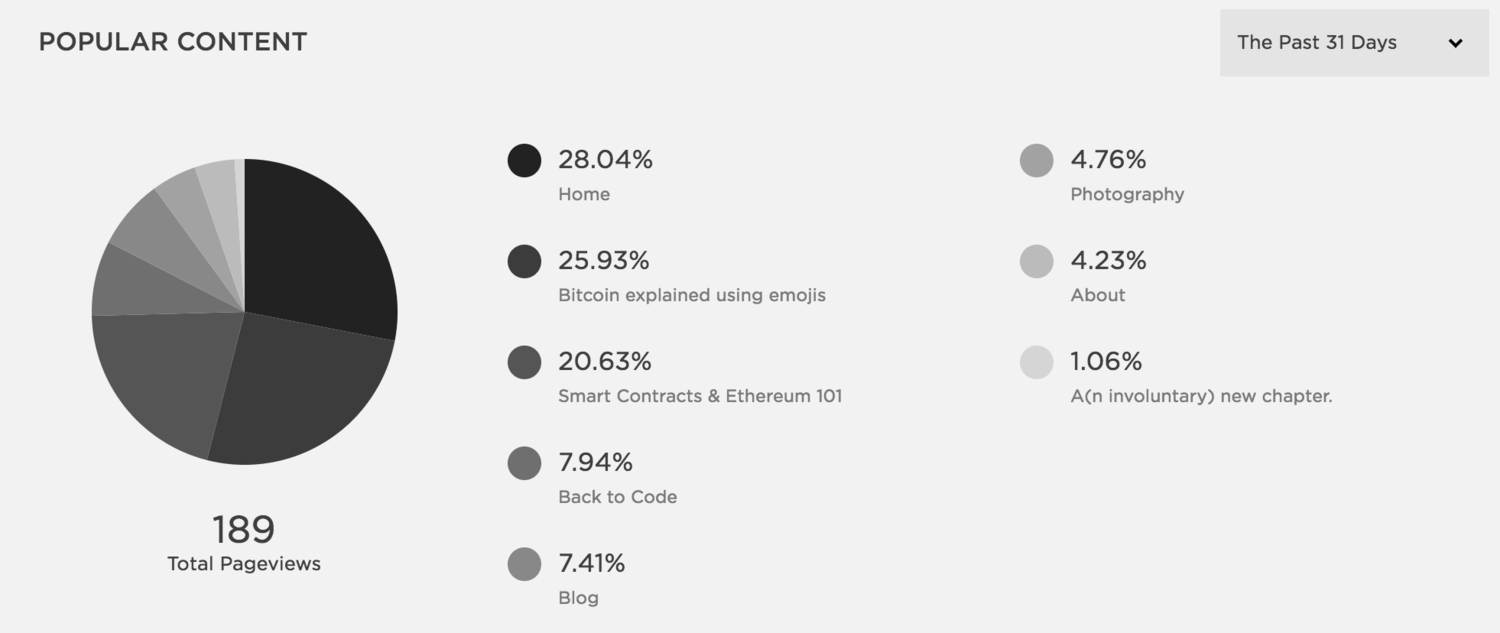 POPULAR CONTENT
The Past 31 Days
28.04%
Home
25.93%
Bitcoin explained using emojis
20.63%
Smart Contracts & Ethereum 101
7.94%
Back to Code
7.41%
Blog
4.76%
Photography
4.23%
About
1.06%
A(n involuntary) new chapter.
189
Total Pageviews